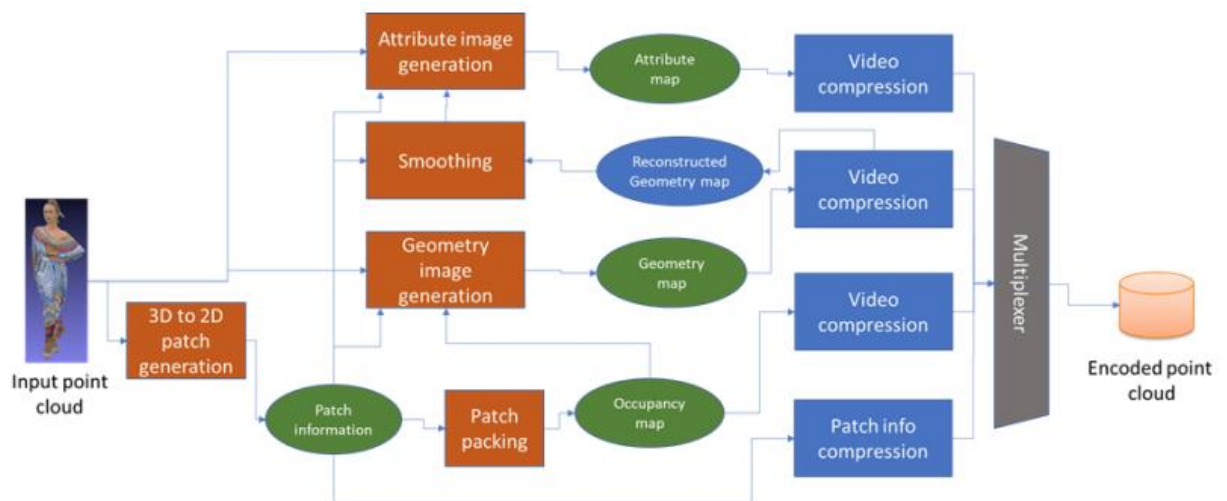 Attribute image
generation
Attribute
map
Video
compression
Smoothing
Reconstructed
Geometry map
Video
compression
Geometry
image
generation
Geometry
map
Video
compression
Multiplexer
3D to 2D
patch
generation
Input point
cloud
Patch
information
Patch
packing
Occupancy
map
Patch info
compression
Encoded point
cloud